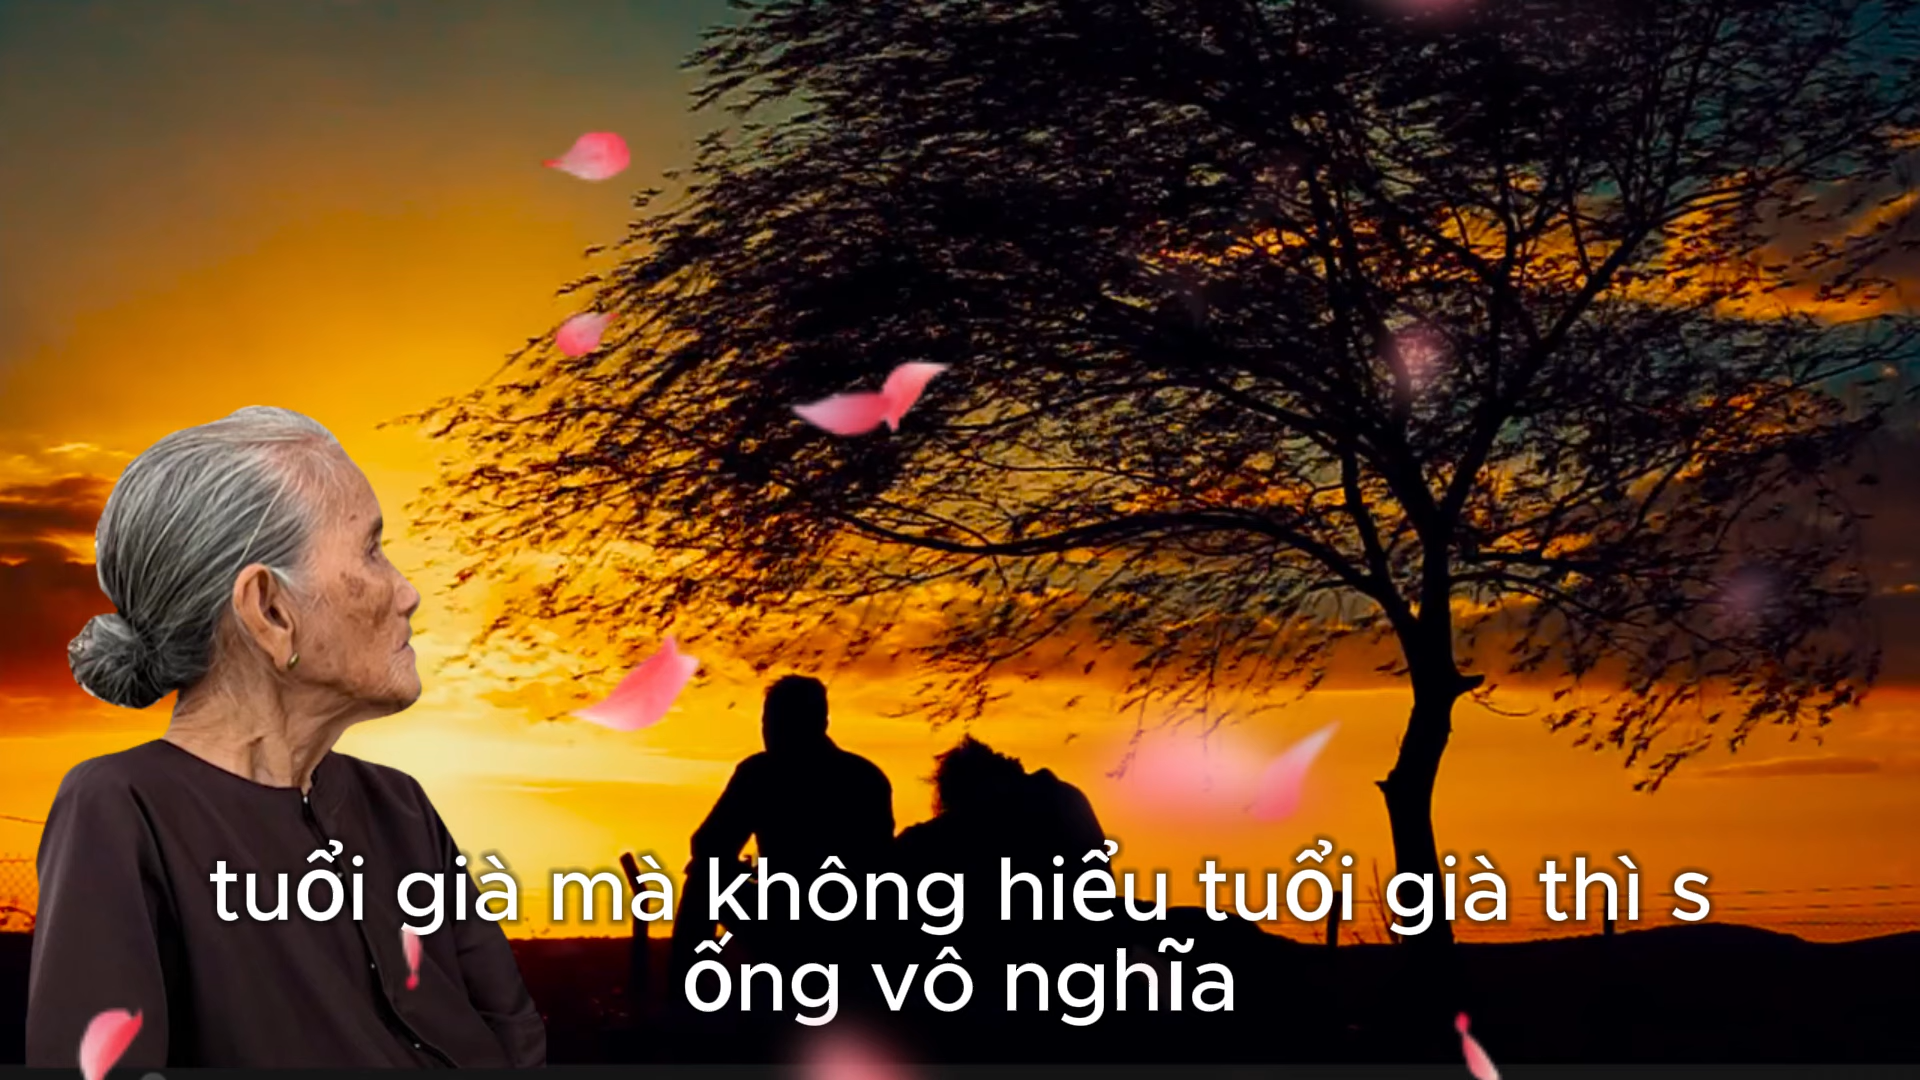 tuổi già mà không hiểu tuổi già thì s
ống vô nghĩa